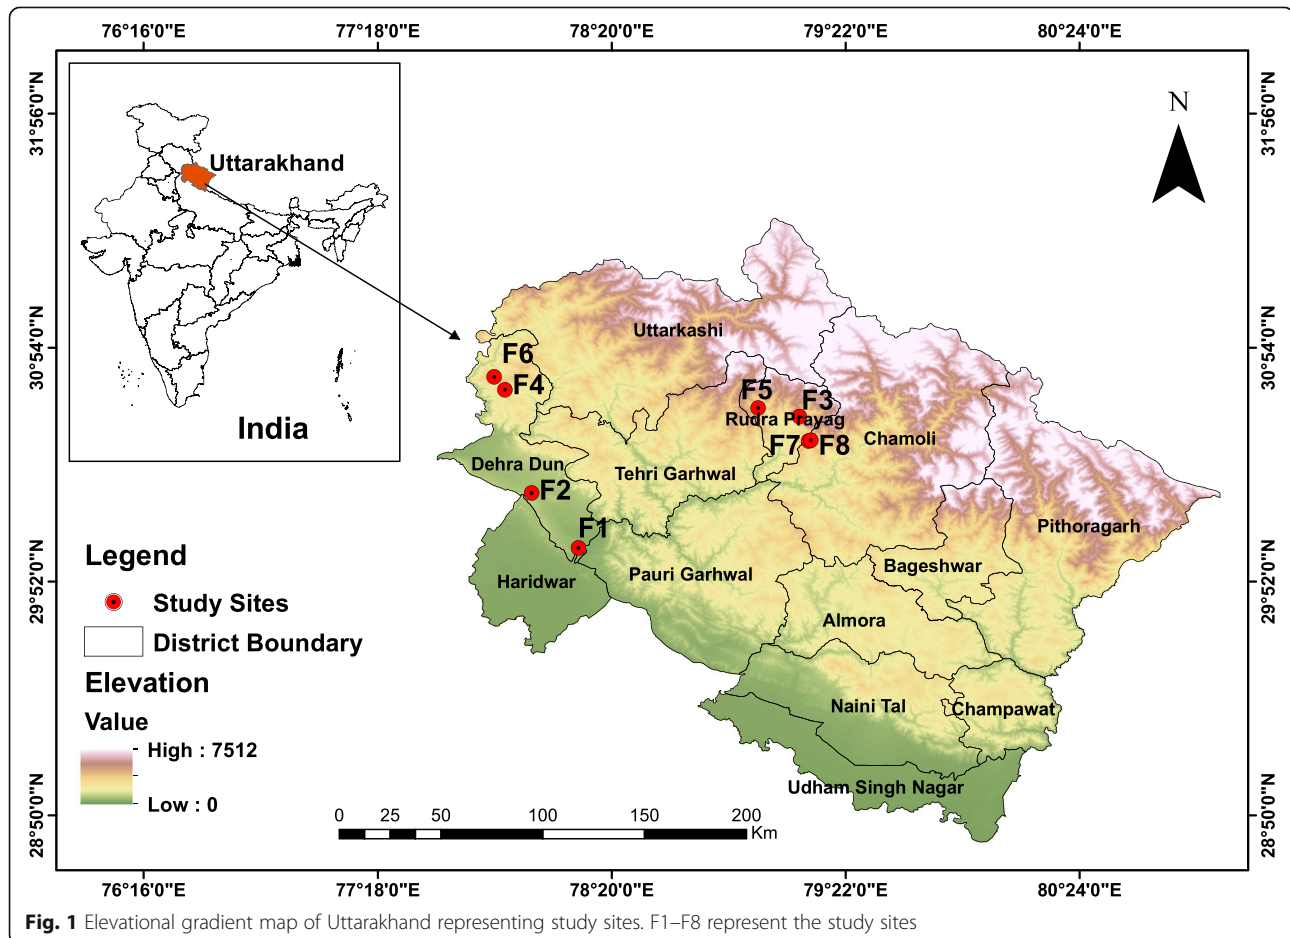 76°16'0"E 77°18'0"E 78°20'0"E 79°22'0"E 80°24'0"E
31°56'0"N
31°56'0"N
30°54'0"N
30°54'0"N
29°52'0"N
29°52'0"N
28°50'0"N
28°50'0"N
N
Uttarakhand
India
Uttarkashi
F6
F4
F5
F3
Rudra Prayag
Chamoli
F7 F8
Dehra Dun
Tehri Garhwal
F2
F1
Pithoragarh
Bageshwar
Haridwar
Pauri Garhwal
Almora
Naini Tal
Champawat
Udham Singh Nagar
Legend
Study Sites
District Boundary
Elevation
Value
High : 7512
Low : 0
0 25 50 100 150 200
Km
76°16'0"E 77°18'0"E 78°20'0"E 79°22'0"E 80°24'0"E
Fig. 1 Elevational gradient map of Uttarakhand representing study sites. F1–F8 represent the study sites